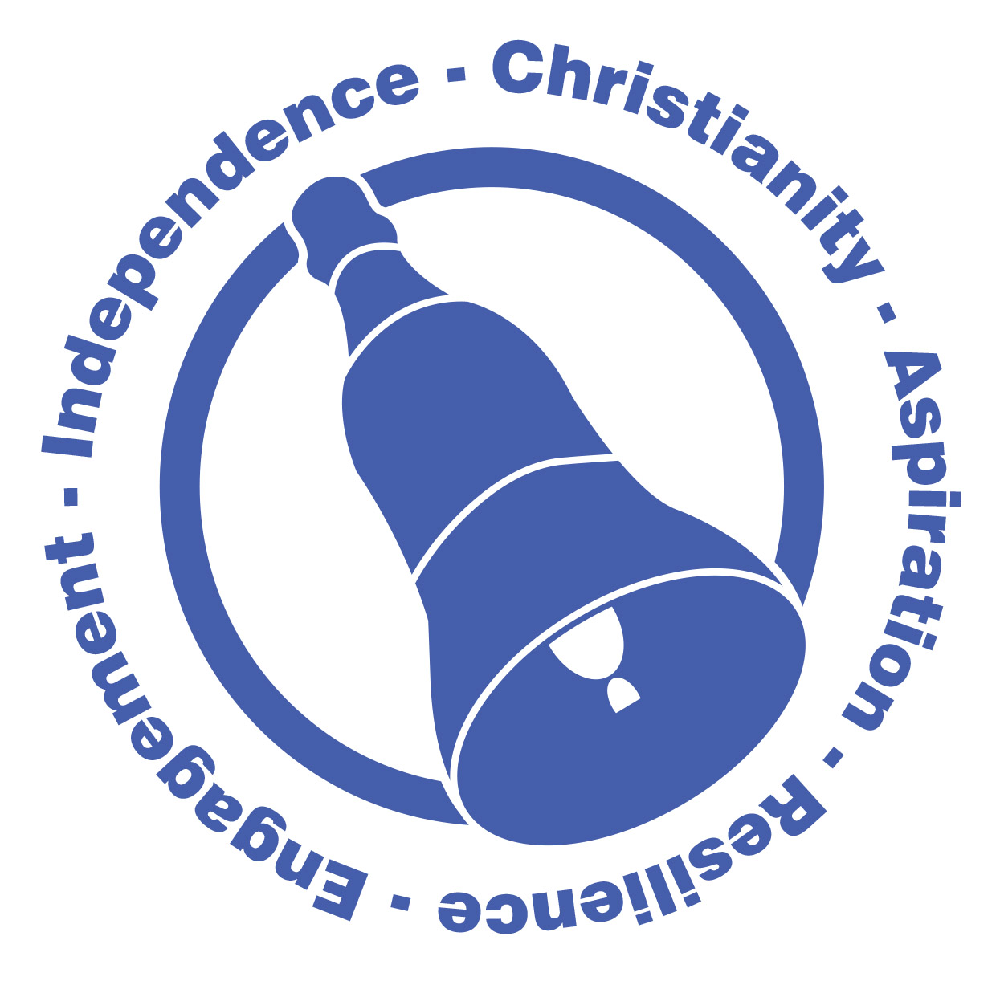 Christianity - Aspiration - Resilience - Engagement - Independence -